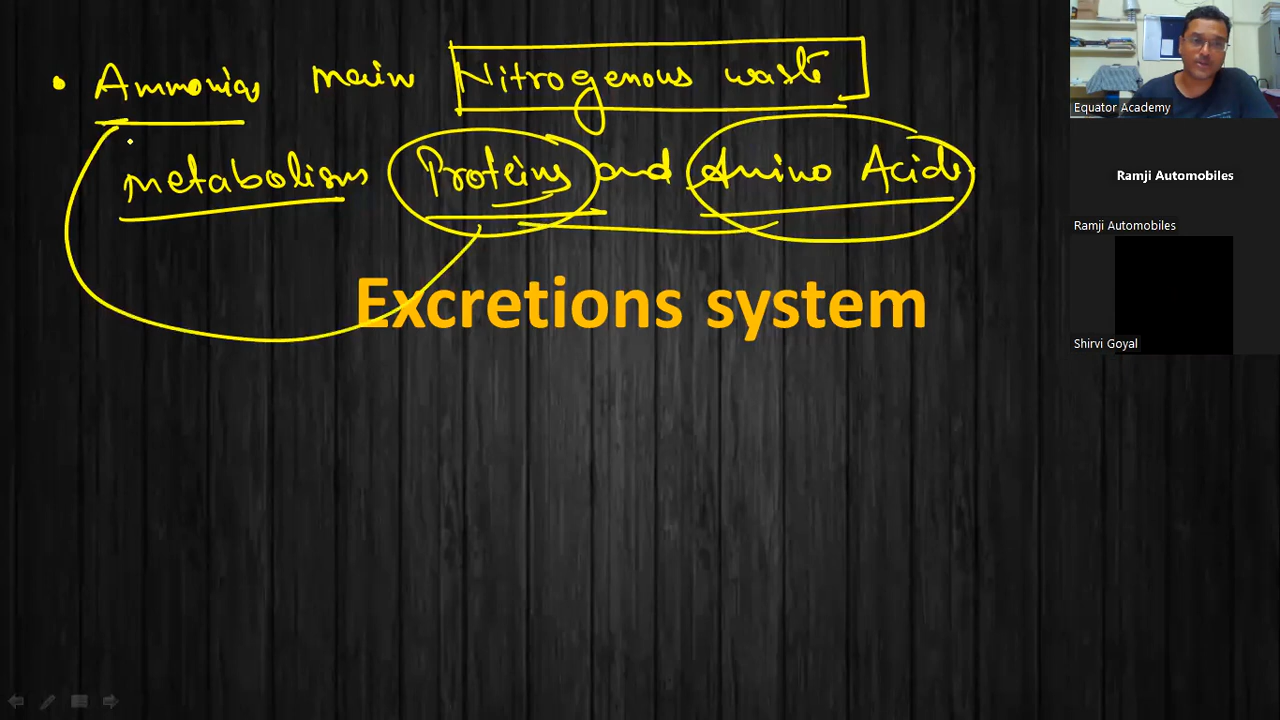 • Ammonia main Nitrogenous waste
metabolism Proteins and Amino Acids
Excretions system
Equator Academy
Ramji Automobiles
Ramji Automobiles
Shirvi Goyal